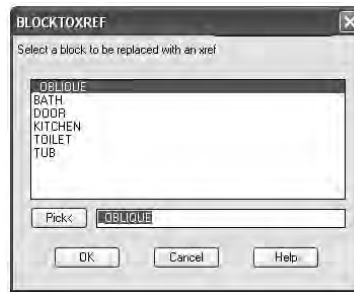 BLOCKTOXREF
Select a block to be replaced with an xref
_OBLIQUE
BATH
DOOR
KITCHEN
TOILET
TUB
Pick< _OBLIQUE
OK Cancel Help